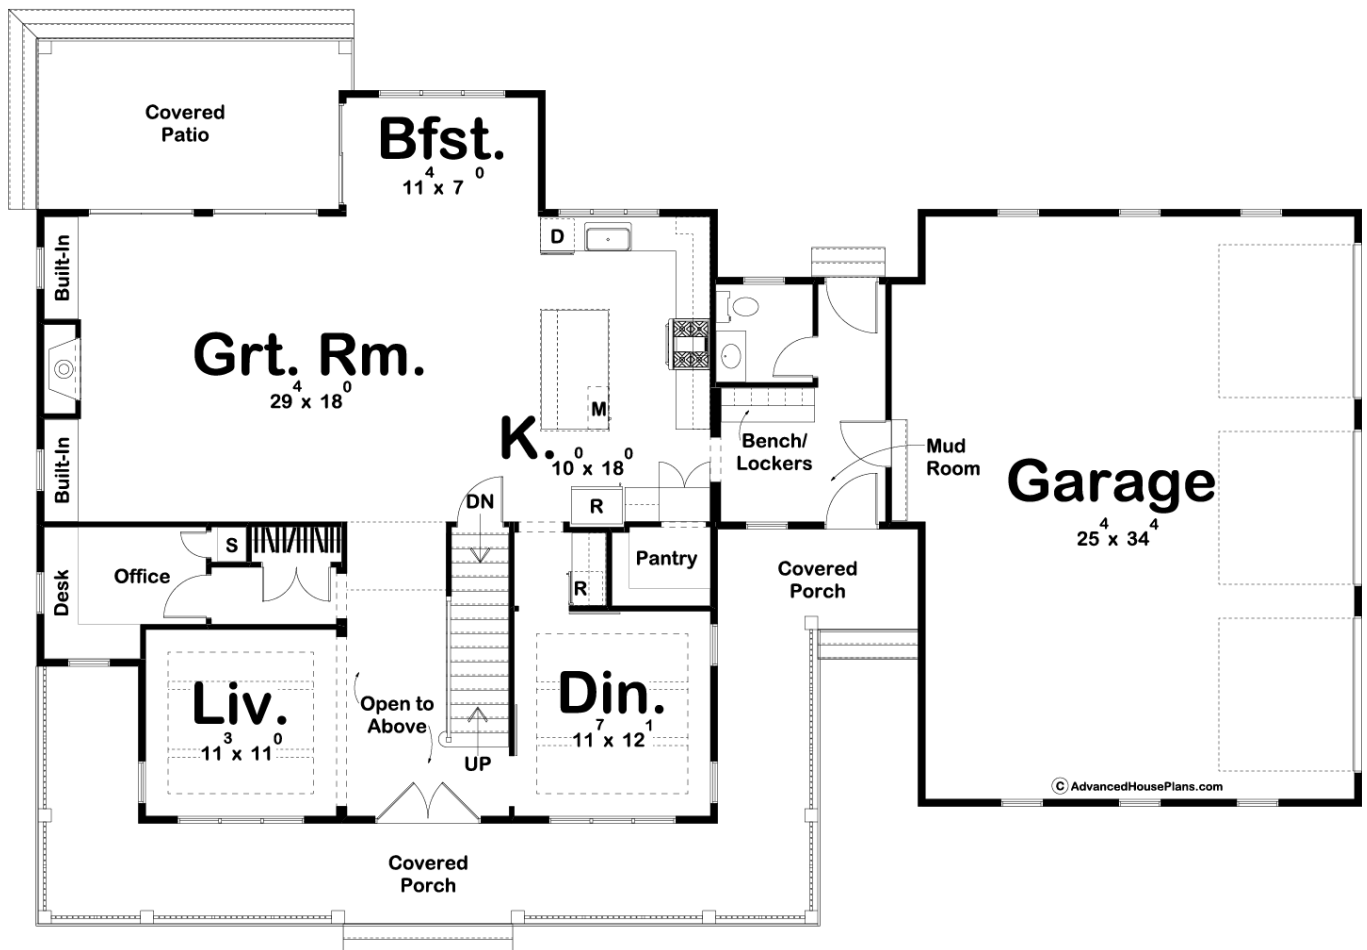 Covered
Patio
Bfst.
11⁴ x 7⁰
Built-In
D
Grt. Rm.
29⁴ x 18⁰
M
K.
10⁰ x 18⁰
Bench/
Lockers
Mud
Room
Garage
25⁴ x 34⁴
Built-In
DN
R
S
Office
Desk
Pantry
R
Covered
Porch
Liv.
11³ x 11⁰
Open to
Above
UP
Din.
11⁷ x 12¹
© AdvancedHousePlans.com
Covered
Porch